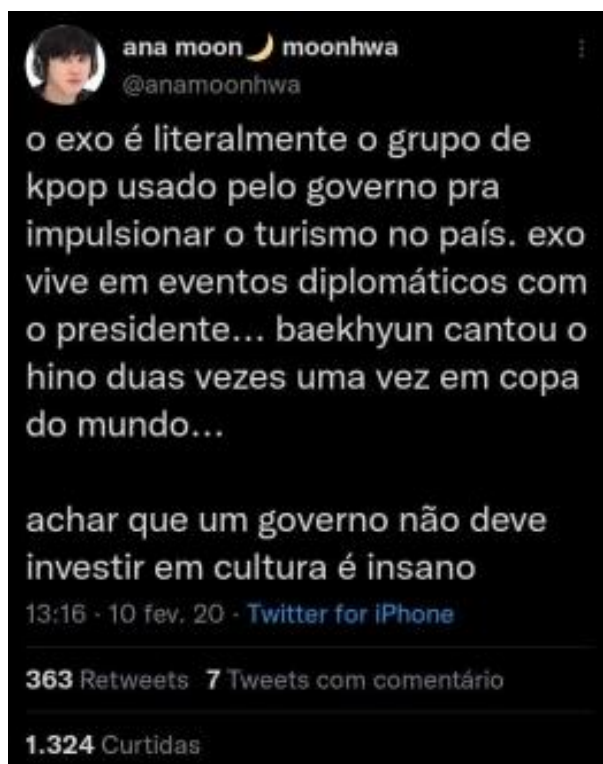 ana moon🌙 moonhwa
@anamoonhwa
o exo é literalmente o grupo de
kpop usado pelo governo pra
impulsionar o turismo no país. exo
vive em eventos diplomáticos com
o presidente... baekhyun cantou o
hino duas vezes uma vez em copa
do mundo...
achar que um governo não deve
investir em cultura é insano
13:16 · 10 fev. 20 · Twitter for iPhone
363 Retweets 7 Tweets com comentário
1.324 Curtidas